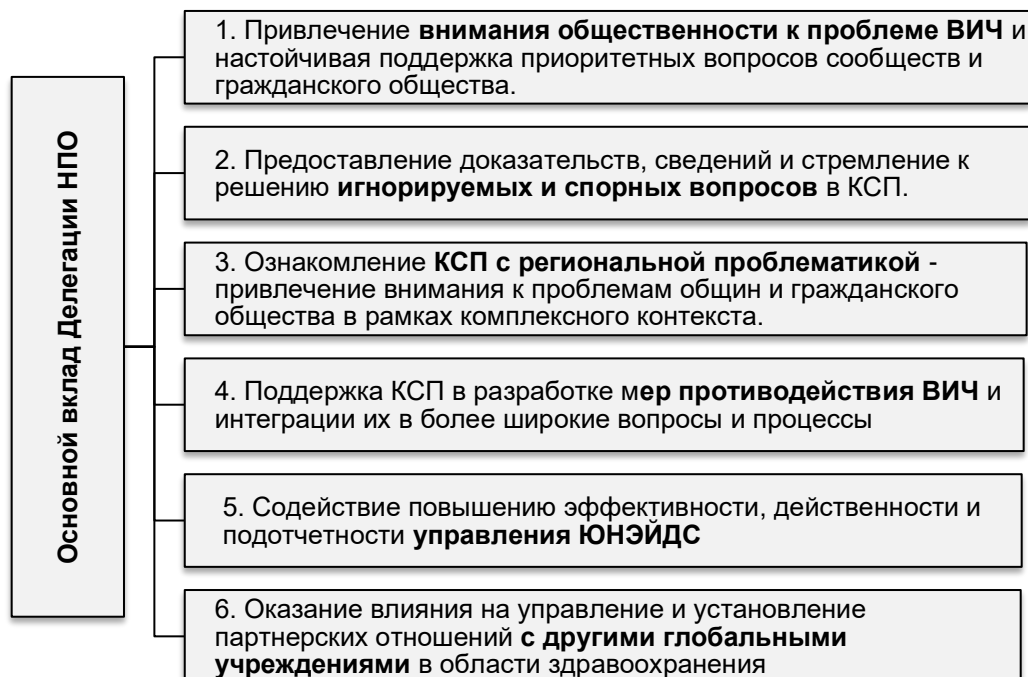 Основной вклад Делегации НПО
1. Привлечение внимания общественности к проблеме ВИЧ и
настойчивая поддержка приоритетных вопросов сообществ и
гражданского общества.
2. Предоставление доказательств, сведений и стремление к
решению игнорируемых и спорных вопросов в КСП.
3. Ознакомление КСП с региональной проблематикой -
привлечение внимания к проблемам общин и гражданского
общества в рамках комплексного контекста.
4. Поддержка КСП в разработке мер противодействия ВИЧ и
интеграции их в более широкие вопросы и процессы
5. Содействие повышению эффективности, действенности и
подотчетности управления ЮНЭЙДС
6. Оказание влияния на управление и установление
партнерских отношений с другими глобальными
учреждениями в области здравоохранения